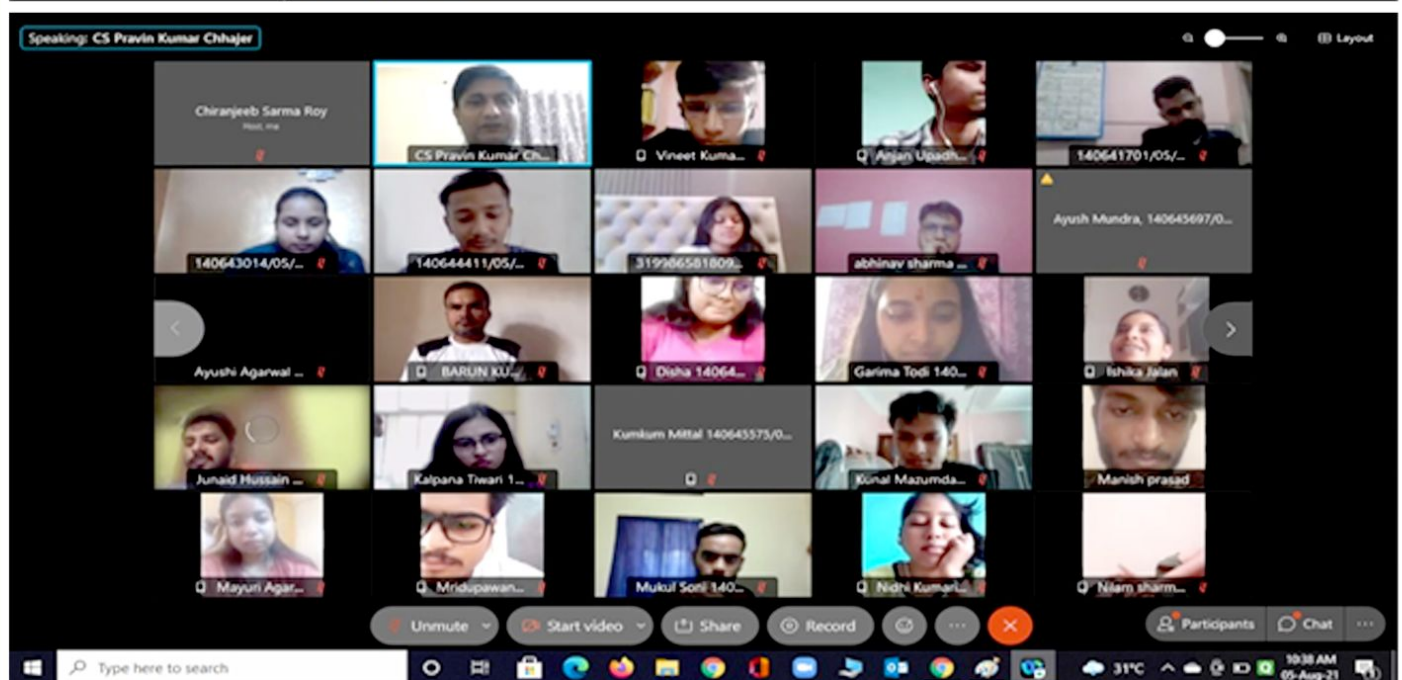 Speaking: CS Pravin Kumar Chhajer
Layout
Chiranjeeb Sarma Roy
Host, me
CS Pravin Kumar Ch...
Vineet Kuma...
Anjan Upadh...
140641701/05/...
140643014/05/...
140644411/05/...
319986581809...
abhinav sharma ...
Ayush Mundra, 140645697/0...
Ayushi Agarwal ...
BARUN KU...
Disha 14064...
Garima Todi 140...
Ishika Jalan
Junaid Hussain ...
Kalpana Tiwari 1...
Kumkum Mittal 140645575/0...
Kunal Mazumda...
Manish prasad
Mayuri Agar...
Mridupawan...
Mukul Soni 140...
Nidhi Kumari...
Nilam sharm...
Unmute
Start video
Share
Record
Participants
Chat
Type here to search
31°C
10:38 AM
05-Aug-21